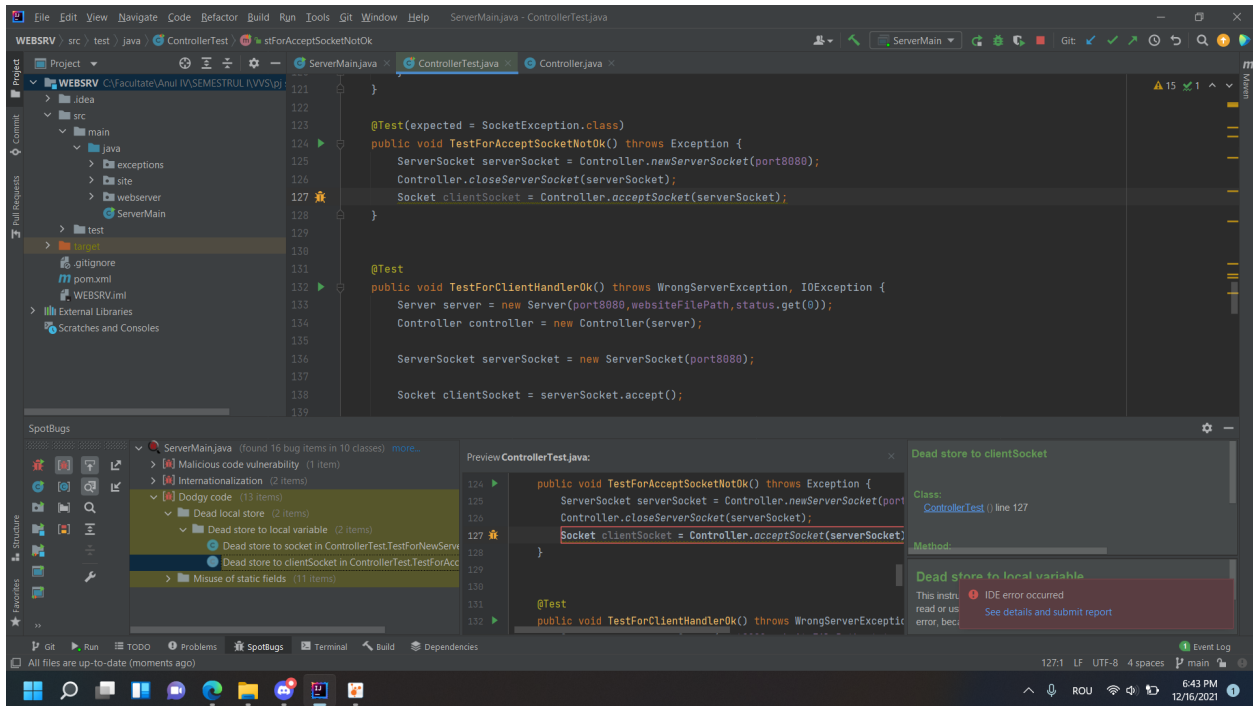 File Edit View Navigate Code Refactor Build Run Tools Git Window Help ServerMain.java - ControllerTest.java
WEBSRV src test java ControllerTest stForAcceptSocketNotOk ServerMain Git:
Project ServerMain.java ControllerTest.java Controller.java
WEBSRV C:\Facultate\Anul IV\SEMESTRUL I\VVS\pj
.idea
src
main
java
exceptions
site
webserver
ServerMain
test
target
.gitignore
pom.xml
WEBSRV.iml
External Libraries
Scratches and Consoles
Project
Commit
Pull Requests
Structure
Favorites
Maven
15 1
121 }
122
123 @Test(expected = SocketException.class)
124 public void TestForAcceptSocketNotOk() throws Exception {
125 ServerSocket serverSocket = Controller.newServerSocket(port8080);
126 Controller.closeServerSocket(serverSocket);
127 Socket clientSocket = Controller.acceptSocket(serverSocket);
128 }
129
130
131 @Test
132 public void TestForClientHandlerOk() throws WrongServerException, IOException {
133 Server server = new Server(port8080,websiteFilePath,status.get(0));
134 Controller controller = new Controller(server);
135
136 ServerSocket serverSocket = new ServerSocket(port8080);
137
138 Socket clientSocket = serverSocket.accept();
139
SpotBugs
ServerMain.java (found 16 bug items in 10 classes) more...
Malicious code vulnerability (1 item)
Internationalization (2 items)
Dodgy code (13 items)
Dead local store (2 items)
Dead store to local variable (2 items)
Dead store to socket in ControllerTest.TestForNewServe
Dead store to clientSocket in ControllerTest.TestForAcc
Misuse of static fields (11 items)
Preview ControllerTest.java:
124 public void TestForAcceptSocketNotOk() throws Exception {
125 ServerSocket serverSocket = Controller.newServerSocket(port
126 Controller.closeServerSocket(serverSocket);
127 Socket clientSocket = Controller.acceptSocket(serverSocket)
128 }
129
130
131 @Test
132 public void TestForClientHandlerOk() throws WrongServerExceptio
Dead store to clientSocket
Class:
ControllerTest () line 127
Method:
Dead store to local variable
This instru
read or us
error, beca
IDE error occurred
See details and submit report
Git Run TODO Problems SpotBugs Terminal Build Dependencies 1 Event Log
All files are up-to-date (moments ago) 127:1 LF UTF-8 4 spaces main
ROU 6:43 PM
12/16/2021 1